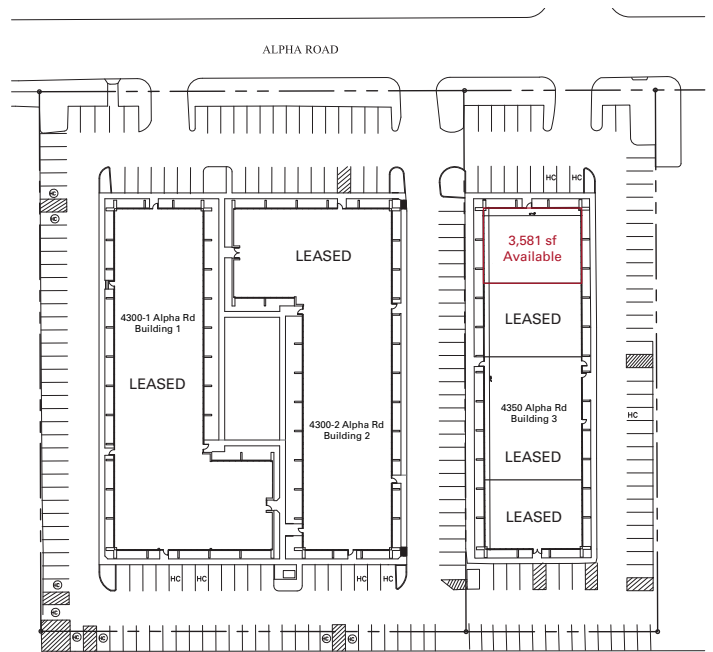 ALPHA ROAD
HC
HC
3,581 sf
Available
LEASED
4300-1 Alpha Rd
Building 1
LEASED
LEASED
4350 Alpha Rd
Building 3
HC
4300-2 Alpha Rd
Building 2
LEASED
LEASED
HC
HC
HC
HC